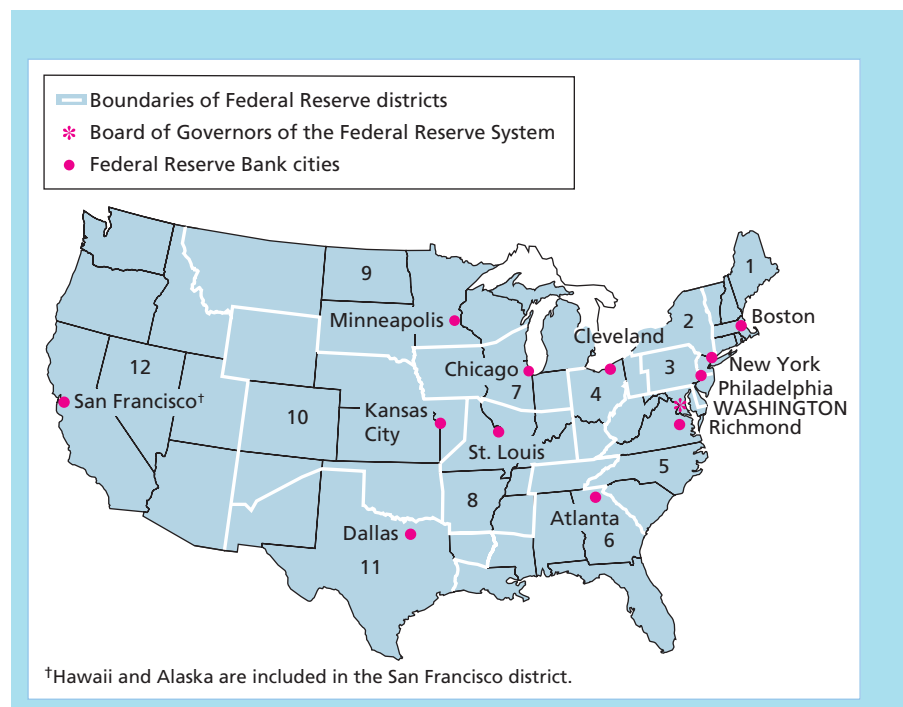 Boundaries of Federal Reserve districts
* Board of Governors of the Federal Reserve System
Federal Reserve Bank cities
1
9
2
Boston
Minneapolis
Cleveland
12
Chicago
3
New York
7
4
Philadelphia
San Francisco†
10
Kansas
City
WASHINGTON
Richmond
St. Louis
5
8
Atlanta
Dallas
6
11
†Hawaii and Alaska are included in the San Francisco district.